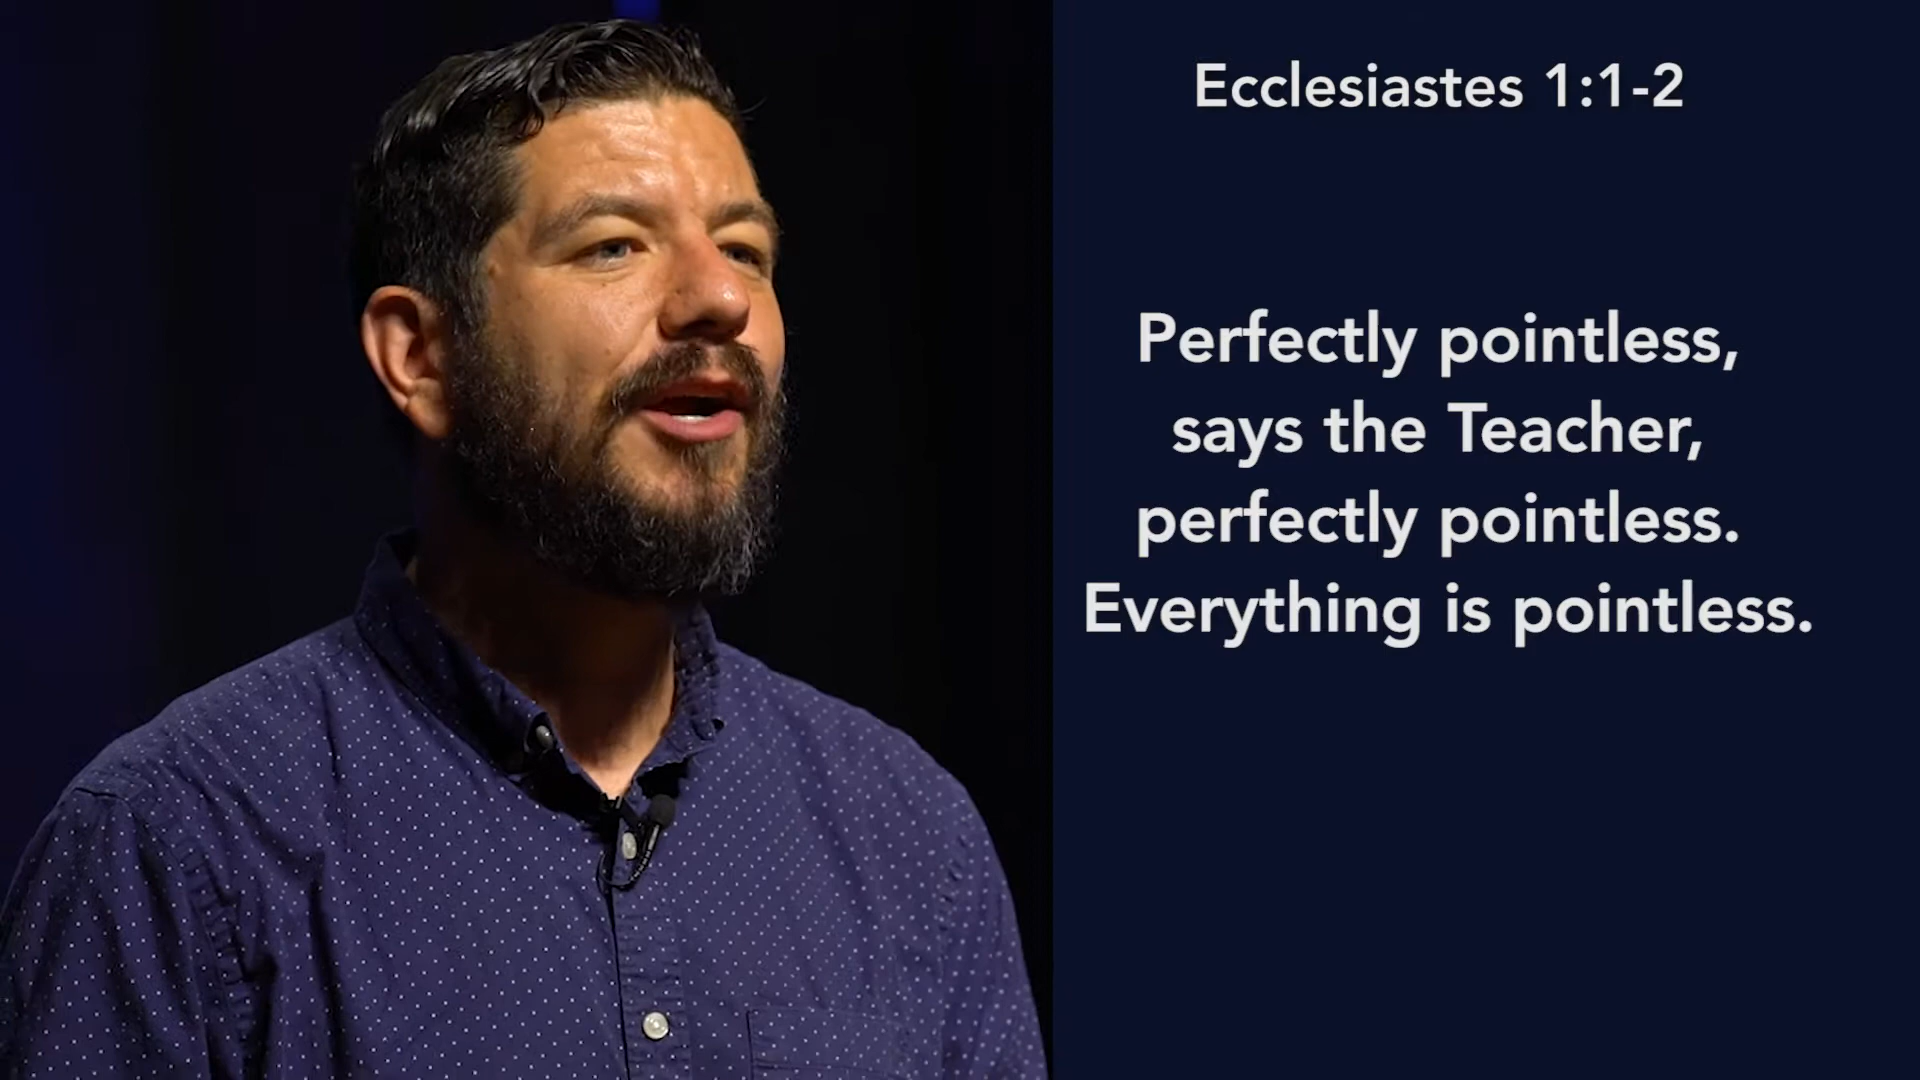 Ecclesiastes 1:1-2
Perfectly pointless,
says the Teacher,
perfectly pointless.
Everything is pointless.